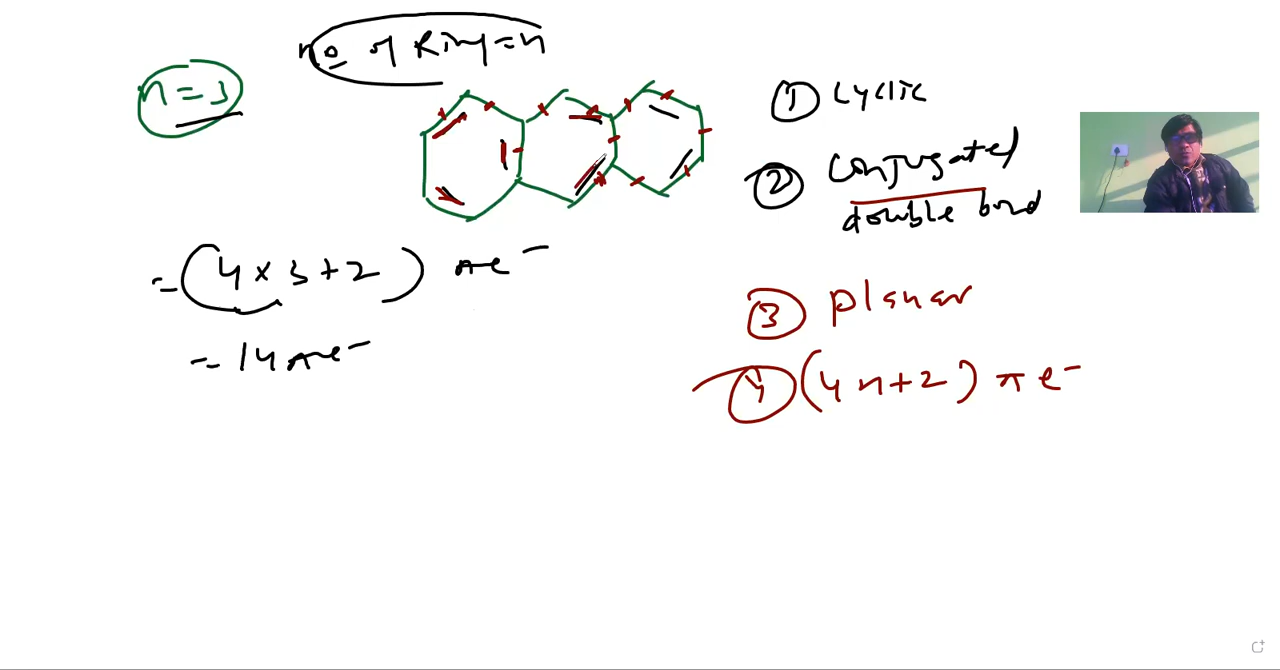 no of Ring=n
n=3
① cyclic
② conjugated
double bond
=(4×3+2) πe⁻
③ planar
=14πe⁻
④ (4n+2) πe⁻